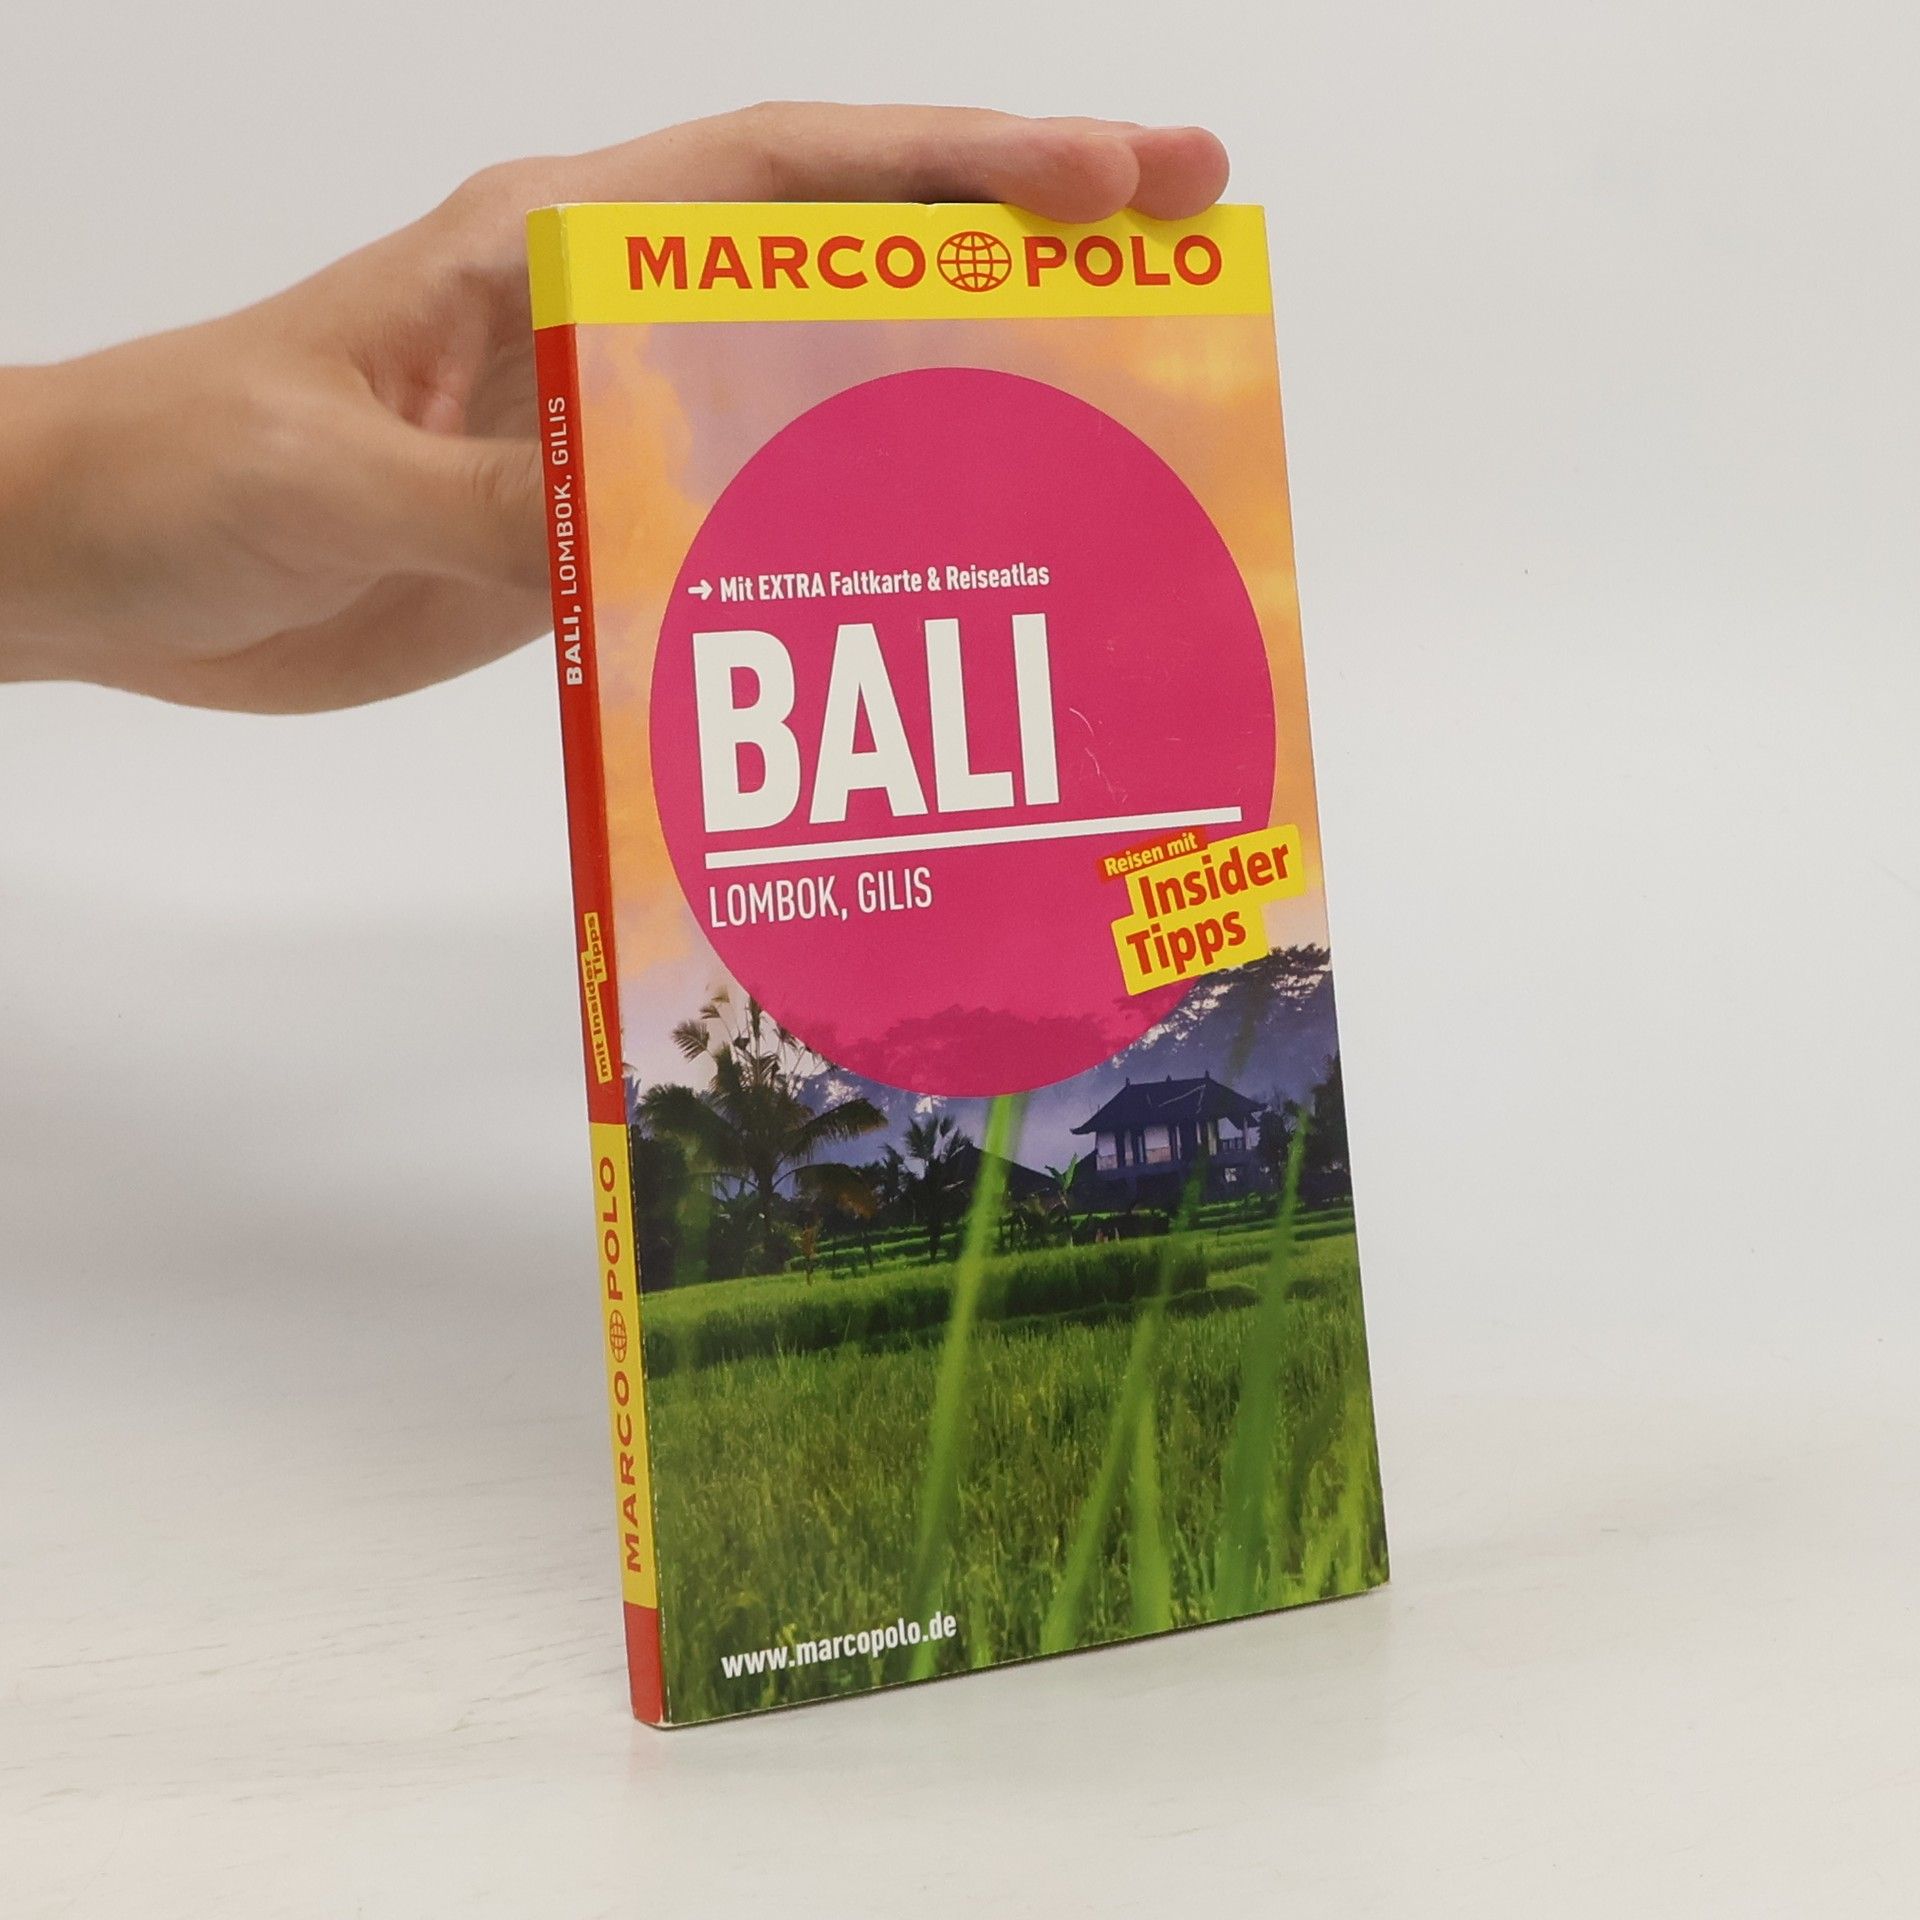 MARCO POLO
→ Mit EXTRA Faltkarte & Reiseatlas
BALI
LOMBOK, GILIS
Reisen mit
Insider
Tipps
www.marcopolo.de
BALI, LOMBOK, GILIS
mit Insider
Tipps
MARCO POLO